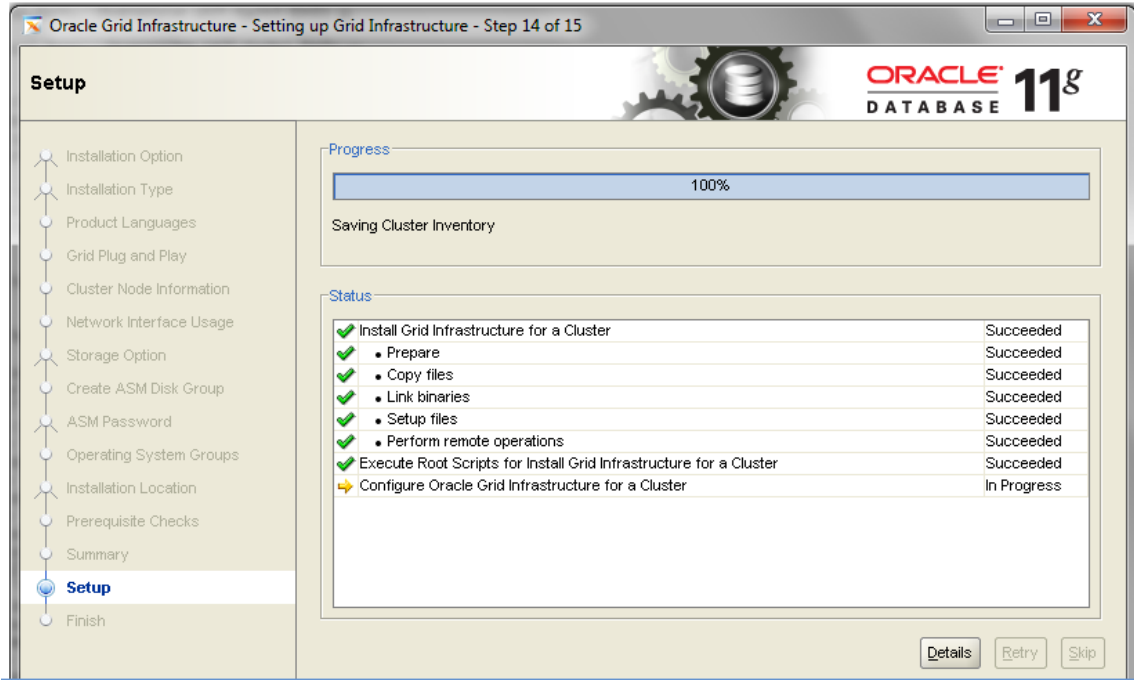 Oracle Grid Infrastructure - Setting up Grid Infrastructure - Step 14 of 15
Setup
ORACLE
DATABASE
11g
Installation Option
Installation Type
Product Languages
Grid Plug and Play
Cluster Node Information
Network Interface Usage
Storage Option
Create ASM Disk Group
ASM Password
Operating System Groups
Installation Location
Prerequisite Checks
Summary
Setup
Finish
Progress
100%
Saving Cluster Inventory
Status
Install Grid Infrastructure for a Cluster Succeeded
• Prepare Succeeded
• Copy files Succeeded
• Link binaries Succeeded
• Setup files Succeeded
• Perform remote operations Succeeded
Execute Root Scripts for Install Grid Infrastructure for a Cluster Succeeded
Configure Oracle Grid Infrastructure for a Cluster In Progress
Details Retry Skip